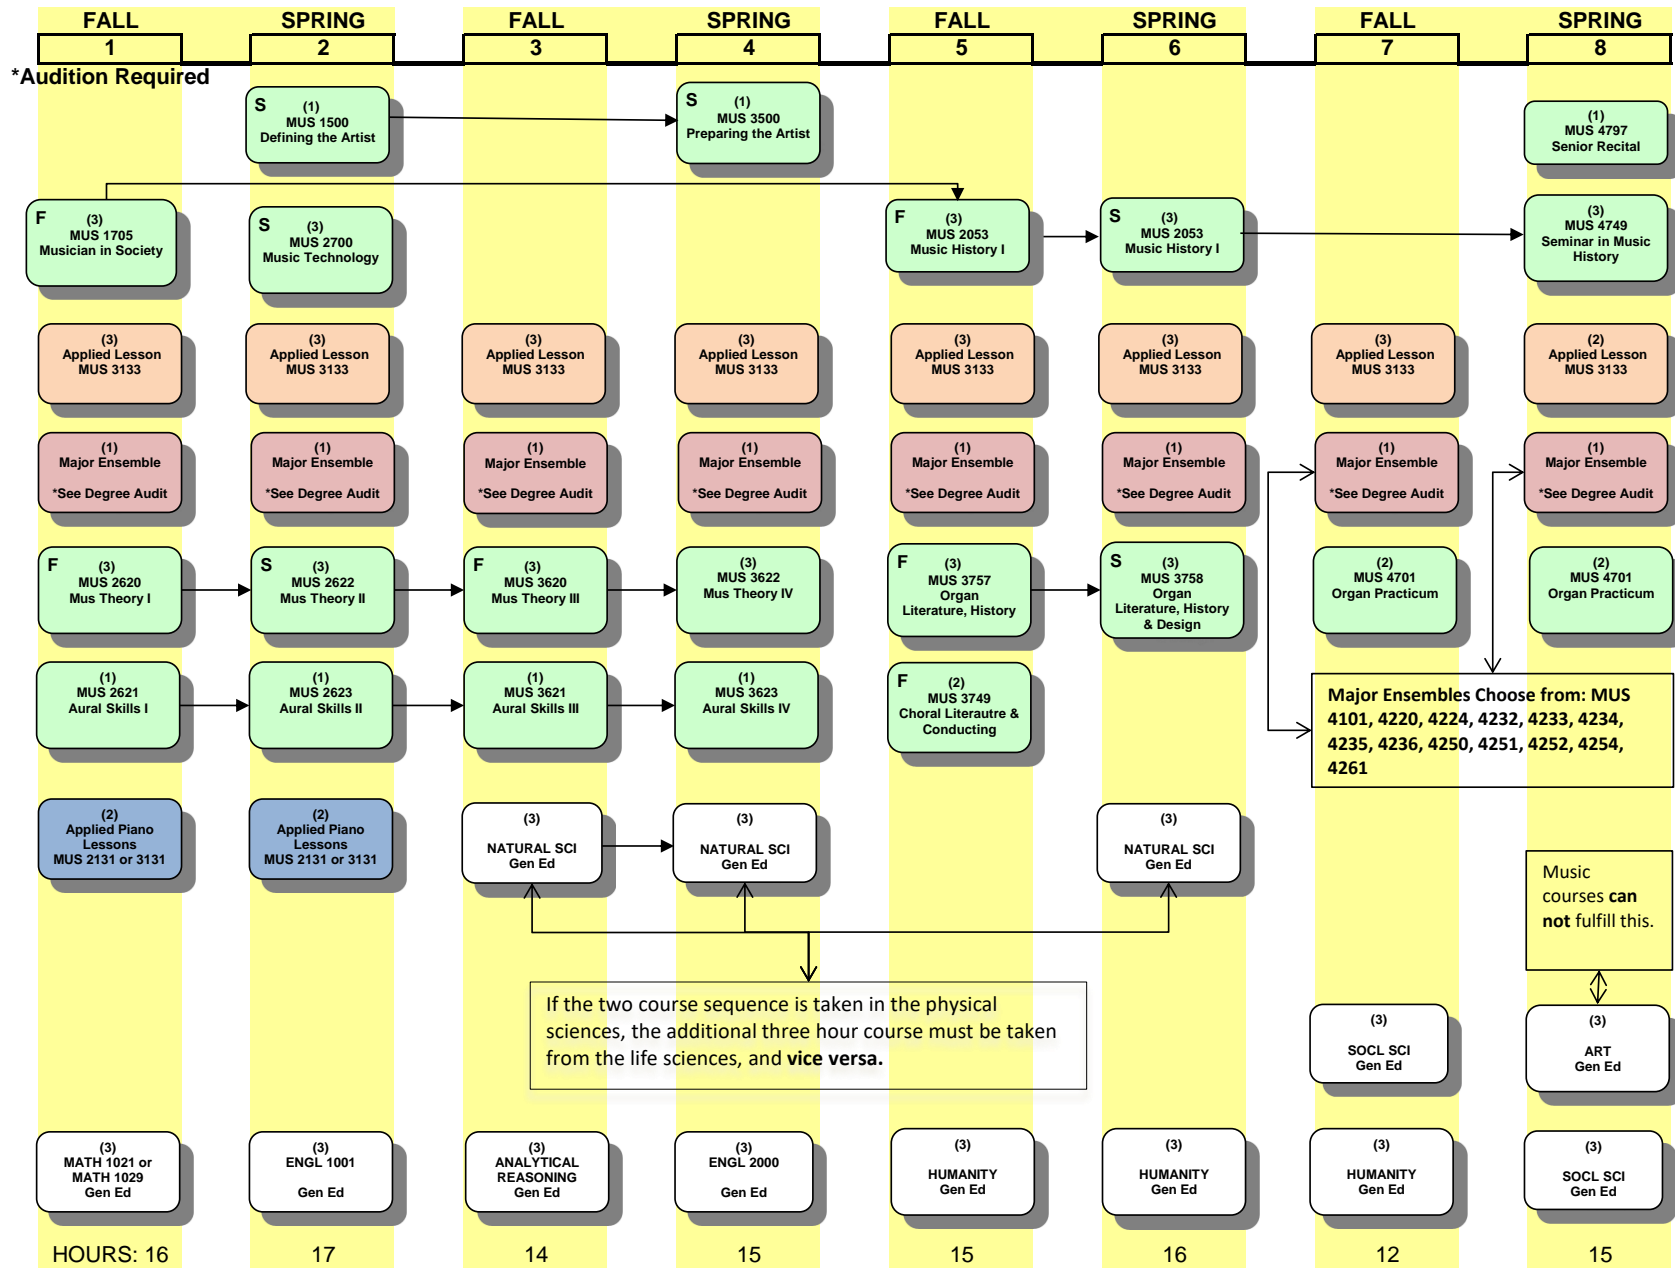 FALL
SPRING
FALL
SPRING
FALL
SPRING
FALL
SPRING
1
2
3
4
5
6
7
8
*Audition Required
S (1)
MUS 1500
Defining the Artist
S (1)
MUS 3500
Preparing the Artist
(1)
MUS 4797
Senior Recital
F (3)
MUS 1705
Musician in Society
S (3)
MUS 2700
Music Technology
F (3)
MUS 2053
Music History I
S (3)
MUS 2053
Music History I
(3)
MUS 4749
Seminar in Music
History
(3)
Applied Lesson
MUS 3133
(3)
Applied Lesson
MUS 3133
(3)
Applied Lesson
MUS 3133
(3)
Applied Lesson
MUS 3133
(3)
Applied Lesson
MUS 3133
(3)
Applied Lesson
MUS 3133
(3)
Applied Lesson
MUS 3133
(2)
Applied Lesson
MUS 3133
(1)
Major Ensemble
*See Degree Audit
(1)
Major Ensemble
*See Degree Audit
(1)
Major Ensemble
*See Degree Audit
(1)
Major Ensemble
*See Degree Audit
(1)
Major Ensemble
*See Degree Audit
(1)
Major Ensemble
*See Degree Audit
(1)
Major Ensemble
*See Degree Audit
(1)
Major Ensemble
*See Degree Audit
F (3)
MUS 2620
Mus Theory I
S (3)
MUS 2622
Mus Theory II
F (3)
MUS 3620
Mus Theory III
(3)
MUS 3622
Mus Theory IV
F (3)
MUS 3757
Organ
Literature, History
S (3)
MUS 3758
Organ
Literature, History
& Design
(2)
MUS 4701
Organ Practicum
(2)
MUS 4701
Organ Practicum
(1)
MUS 2621
Aural Skills I
(1)
MUS 2623
Aural Skills II
(1)
MUS 3621
Aural Skills III
(1)
MUS 3623
Aural Skills IV
F (2)
MUS 3749
Choral Literautre &
Conducting
Major Ensembles Choose from: MUS
4101, 4220, 4224, 4232, 4233, 4234,
4235, 4236, 4250, 4251, 4252, 4254,
4261
(2)
Applied Piano
Lessons
MUS 2131 or 3131
(2)
Applied Piano
Lessons
MUS 2131 or 3131
(3)
NATURAL SCI
Gen Ed
(3)
NATURAL SCI
Gen Ed
(3)
NATURAL SCI
Gen Ed
Music
courses can
not fulfill this.
If the two course sequence is taken in the physical
sciences, the additional three hour course must be taken
from the life sciences, and vice versa.
(3)
SOCL SCI
Gen Ed
(3)
ART
Gen Ed
(3)
MATH 1021 or
MATH 1029
Gen Ed
(3)
ENGL 1001
Gen Ed
(3)
ANALYTICAL
REASONING
Gen Ed
(3)
ENGL 2000
Gen Ed
(3)
HUMANITY
Gen Ed
(3)
HUMANITY
Gen Ed
(3)
HUMANITY
Gen Ed
(3)
SOCL SCI
Gen Ed
HOURS: 16
17
14
15
15
16
12
15